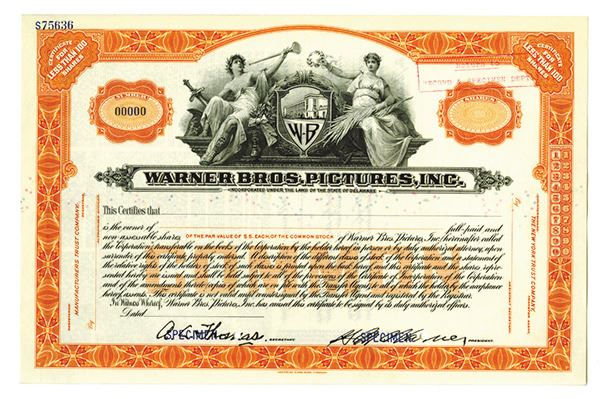 S75636
CERTIFICATE
FOR
LESS THAN 100
SHARES
CERTIFICATE
FOR
LESS THAN 100
SHARES
NUMBER
00000
SECOND & SPECIMEN DEPT
SHARES
W-B
WARNER BROS. PICTURES, INC.
INCORPORATED UNDER THE LAWS OF THE STATE OF DELAWARE
This Certifies that
is the owner of full-paid and
non-assessable shares OF THE PAR VALUE OF $5. EACH, OF THE COMMON STOCK of Warner Bros. Pictures, Inc. (hereinafter called
the Corporation) transferable on the books of the Corporation by the holder hereof in person or by duly authorized attorney, upon
surrender of this certificate properly endorsed. A description of the different classes of stock of the Corporation and a statement of
the relative rights of the holders of stock of such classes is printed upon the back hereof, and this certificate and the shares repre-
sented hereby are issued and shall be subject to all of the provisions of the Certificate of Incorporation of the Corporation
and of the amendments thereto copies of which are on file with the Transfer Agent, to all of which the holder by the acceptance
hereof, assents. This certificate is not valid until countersigned by the Transfer Agent and registered by the Registrar.
In Witness Whereof, Warner Bros. Pictures, Inc. has caused this certificate to be signed by its duly authorized officers.
Dated
SPECIMEN SECRETARY. SPECIMEN PRESIDENT.
MANUFACTURERS TRUST COMPANY,
By
THE NEW YORK TRUST COMPANY,
By